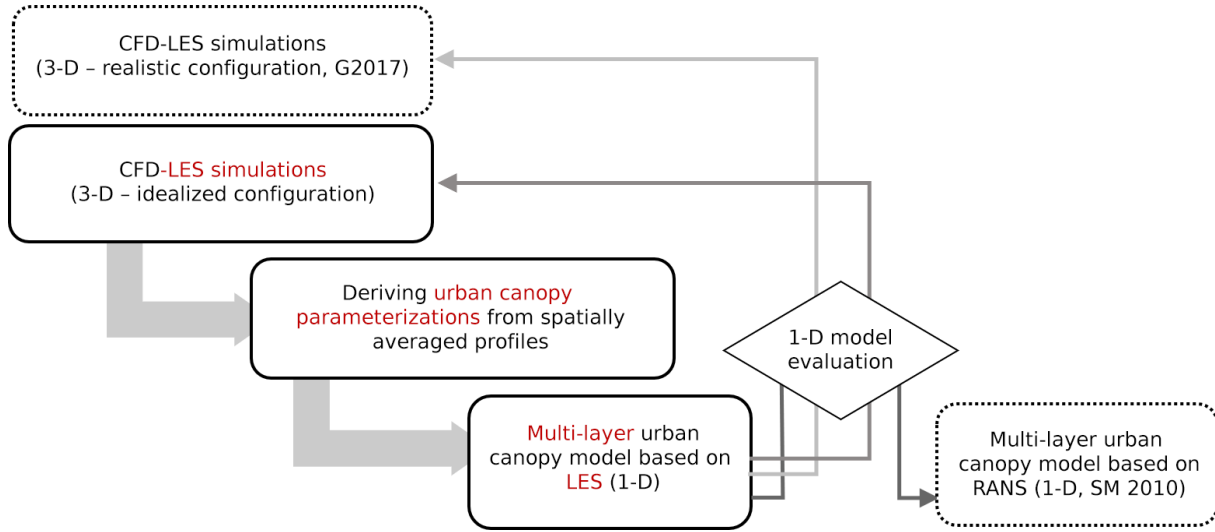 CFD-LES simulations
(3-D – realistic configuration, G2017)
CFD-LES simulations
(3-D – idealized configuration)
Deriving urban canopy
parameterizations from spatially
averaged profiles
1-D model
evaluation
Multi-layer urban
canopy model based on
LES (1-D)
Multi-layer urban
canopy model based on
RANS (1-D, SM 2010)